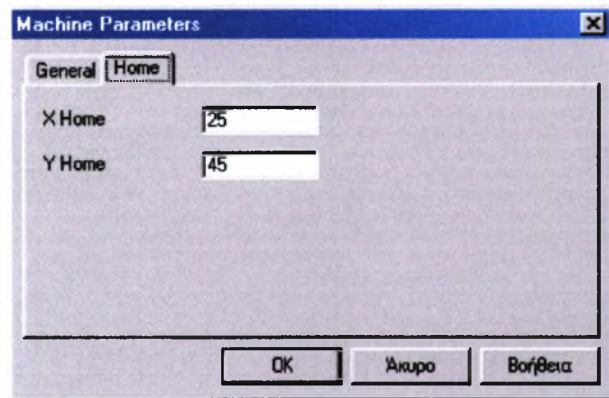 Machine Parameters
General Home
X Home 25
Y Home 45
OK Άκυρο Βοήθεια